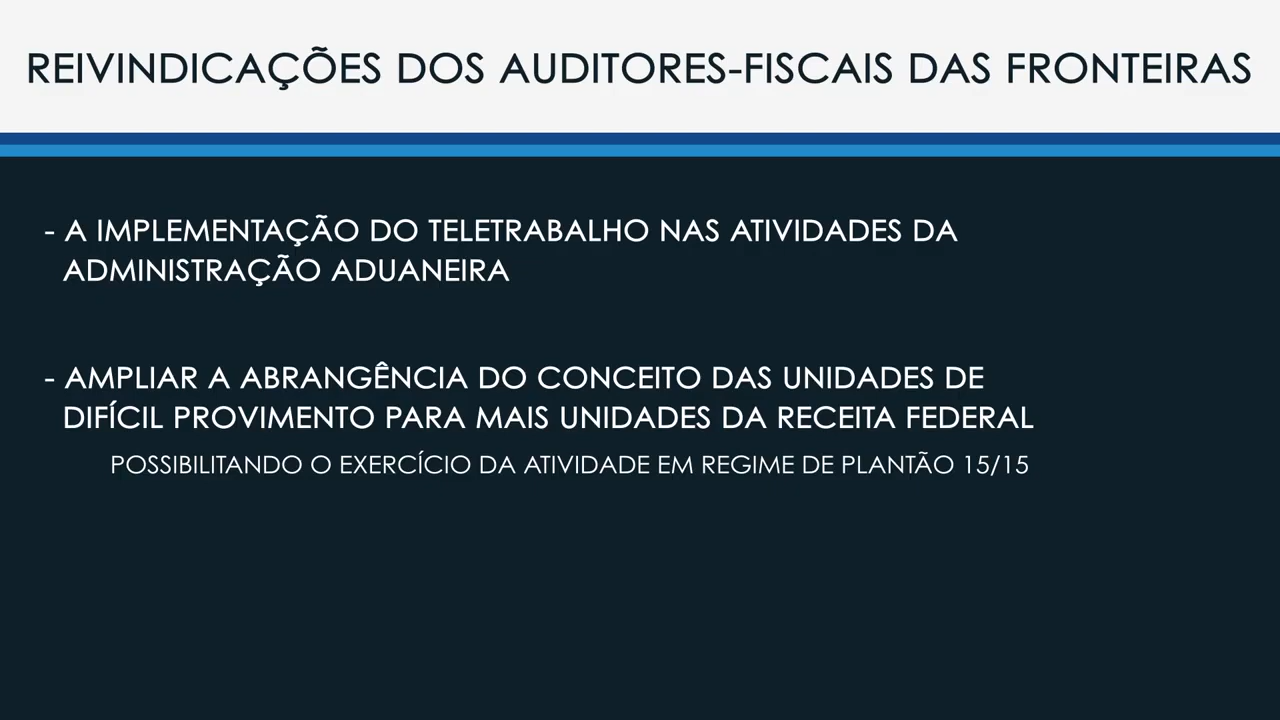 REIVINDICAÇÕES DOS AUDITORES-FISCAIS DAS FRONTEIRAS
- A IMPLEMENTAÇÃO DO TELETRABALHO NAS ATIVIDADES DA
ADMINISTRAÇÃO ADUANEIRA
- AMPLIAR A ABRANGÊNCIA DO CONCEITO DAS UNIDADES DE
DIFÍCIL PROVIMENTO PARA MAIS UNIDADES DA RECEITA FEDERAL
POSSIBILITANDO O EXERCÍCIO DA ATIVIDADE EM REGIME DE PLANTÃO 15/15